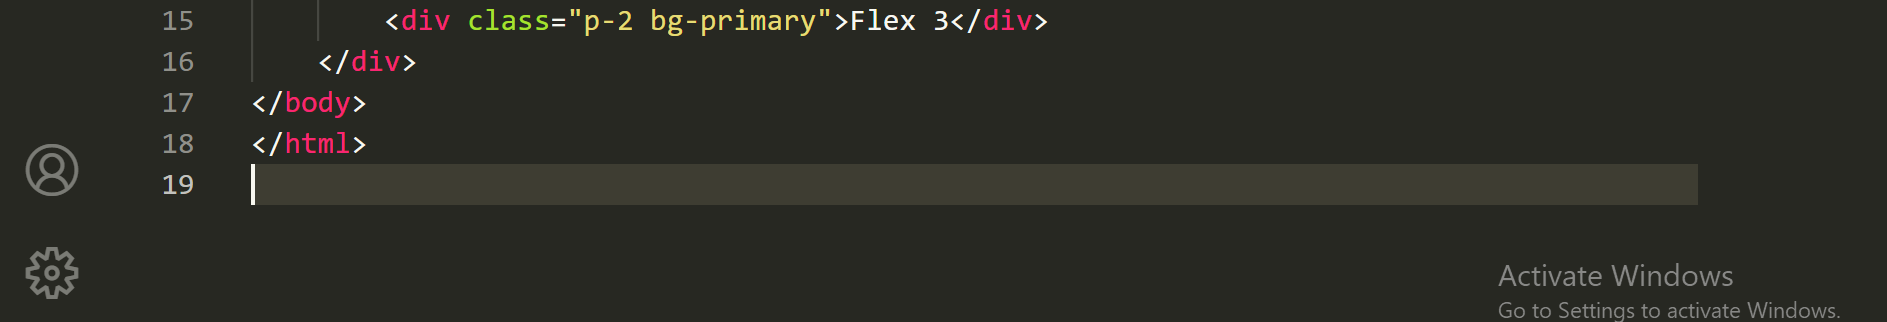 15 <div class="p-2 bg-primary">Flex 3</div>
16 </div>
17 </body>
18 </html>
19
Activate Windows
Go to Settings to activate Windows.